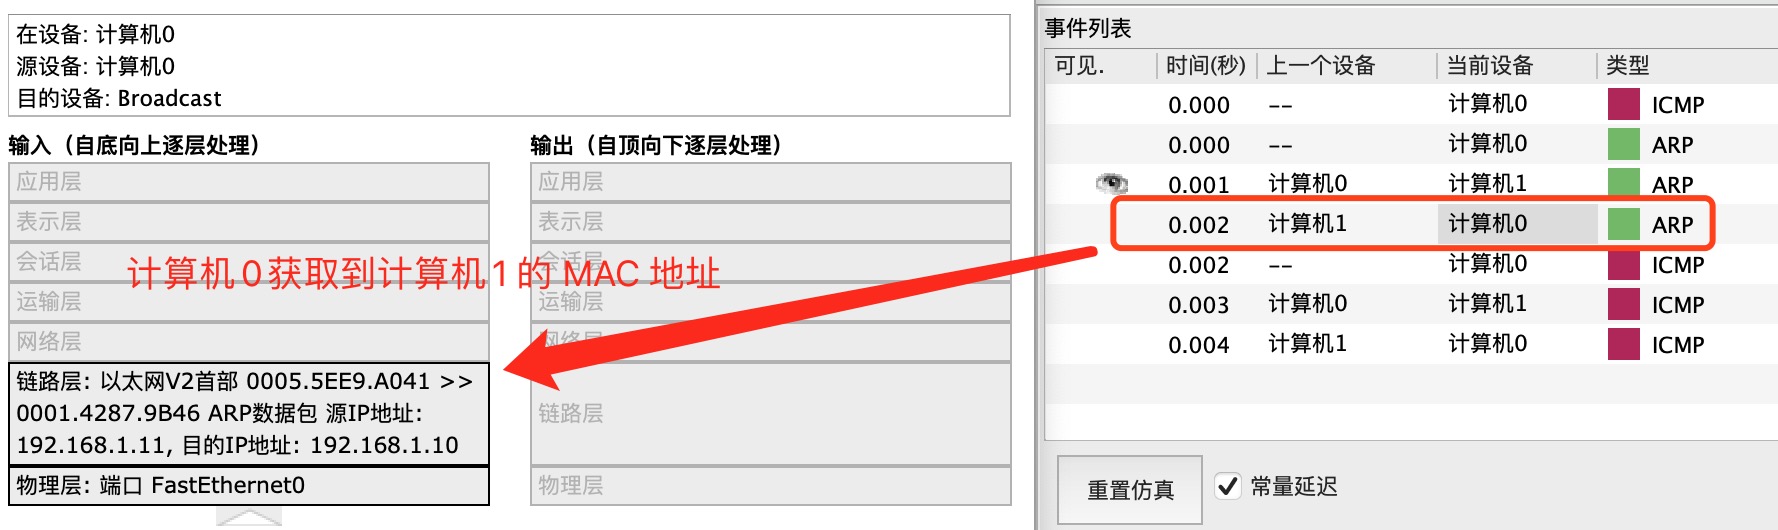 在设备: 计算机0
源设备: 计算机0
目的设备: Broadcast
输入（自底向上逐层处理）
应用层
表示层
会话层
运输层
网络层
链路层: 以太网V2首部 0005.5EE9.A041 >>
0001.4287.9B46 ARP数据包 源IP地址:
192.168.1.11, 目的IP地址: 192.168.1.10
物理层: 端口 FastEthernet0
输出（自顶向下逐层处理）
应用层
表示层
会话层
运输层
网络层
链路层
物理层
计算机0获取到计算机1的 MAC 地址
事件列表
可见. 时间(秒) 上一个设备 当前设备 类型
0.000 -- 计算机0 ICMP
0.000 -- 计算机0 ARP
0.001 计算机0 计算机1 ARP
0.002 计算机1 计算机0 ARP
0.002 -- 计算机0 ICMP
0.003 计算机0 计算机1 ICMP
0.004 计算机1 计算机0 ICMP
重置仿真 常量延迟